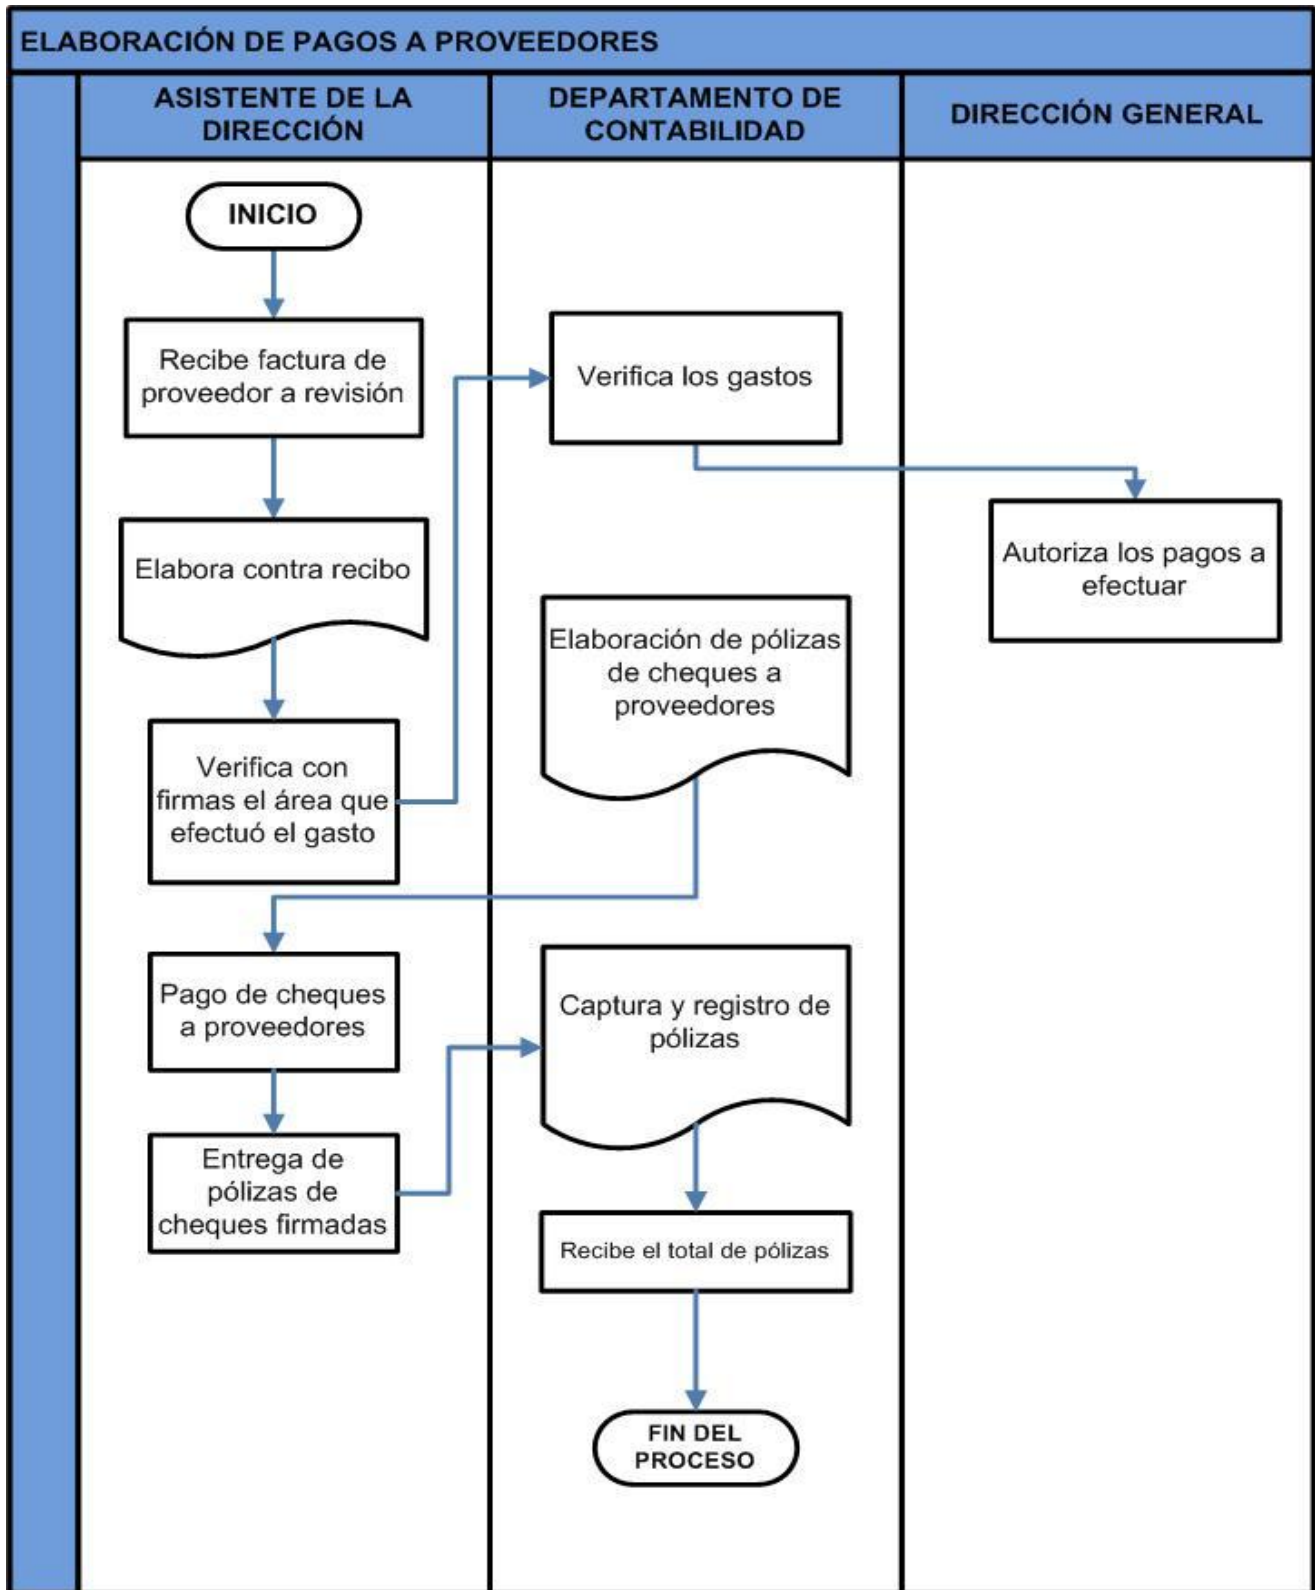 ELABORACIÓN DE PAGOS A PROVEEDORES
ASISTENTE DE LA
DIRECCIÓN
DEPARTAMENTO DE
CONTABILIDAD
DIRECCIÓN GENERAL
INICIO
Recibe factura de
proveedor a revisión
Elabora contra recibo
Verifica con
firmas el área que
efectuó el gasto
Verifica los gastos
Autoriza los pagos a
efectuar
Elaboración de pólizas
de cheques a
proveedores
Pago de cheques
a proveedores
Entrega de
pólizas de
cheques firmadas
Captura y registro de
pólizas
Recibe el total de pólizas
FIN DEL
PROCESO